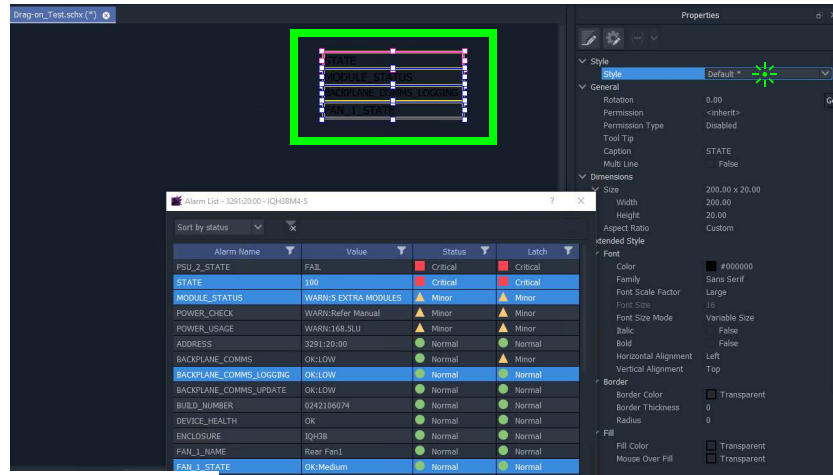 Drag-on_Test.schx (*)
STATE
MODULE_STATUS
BACKPLANE_COMMS_LOGGING
FAN_1_STATE
Alarm List - 3291:20:00 - IQH3BM4-S
Sort by status
Alarm Name Value Status Latch
PSU_2_STATE FAIL Critical Critical
STATE 100 Critical Critical
MODULE_STATUS WARN:5 EXTRA MODULES Minor Minor
POWER_CHECK WARN:Refer Manual Minor Minor
POWER_USAGE WARN:168.5LU Minor Minor
ADDRESS 3291:20:00 Normal Normal
BACKPLANE_COMMS OK:LOW Normal Minor
BACKPLANE_COMMS_LOGGING OK:LOW Normal Normal
BACKPLANE_COMMS_UPDATE OK:LOW Normal Normal
BUILD_NUMBER 0242106074 Normal Normal
DEVICE_HEALTH OK Normal Normal
ENCLOSURE IQH3B Normal Normal
FAN_1_NAME Rear Fan1 Normal Normal
FAN_1_STATE OK:Medium Normal Normal
Properties
Style
Style Default *
General
Rotation 0.00
Permission <inherit>
Permission Type Disabled
Tool Tip
Caption STATE
Multi Line False
Dimensions
Size 200.00 x 20.00
Width 200.00
Height 20.00
Aspect Ratio Custom
xtended Style
Font
Color #000000
Family Sans Serif
Font Scale Factor Large
Font Size 16
Font Size Mode Variable Size
Italic False
Bold False
Horizontal Alignment Left
Vertical Alignment Top
Border
Border Color Transparent
Border Thickness 0
Radius 0
Fill
Fill Color Transparent
Mouse Over Fill Transparent